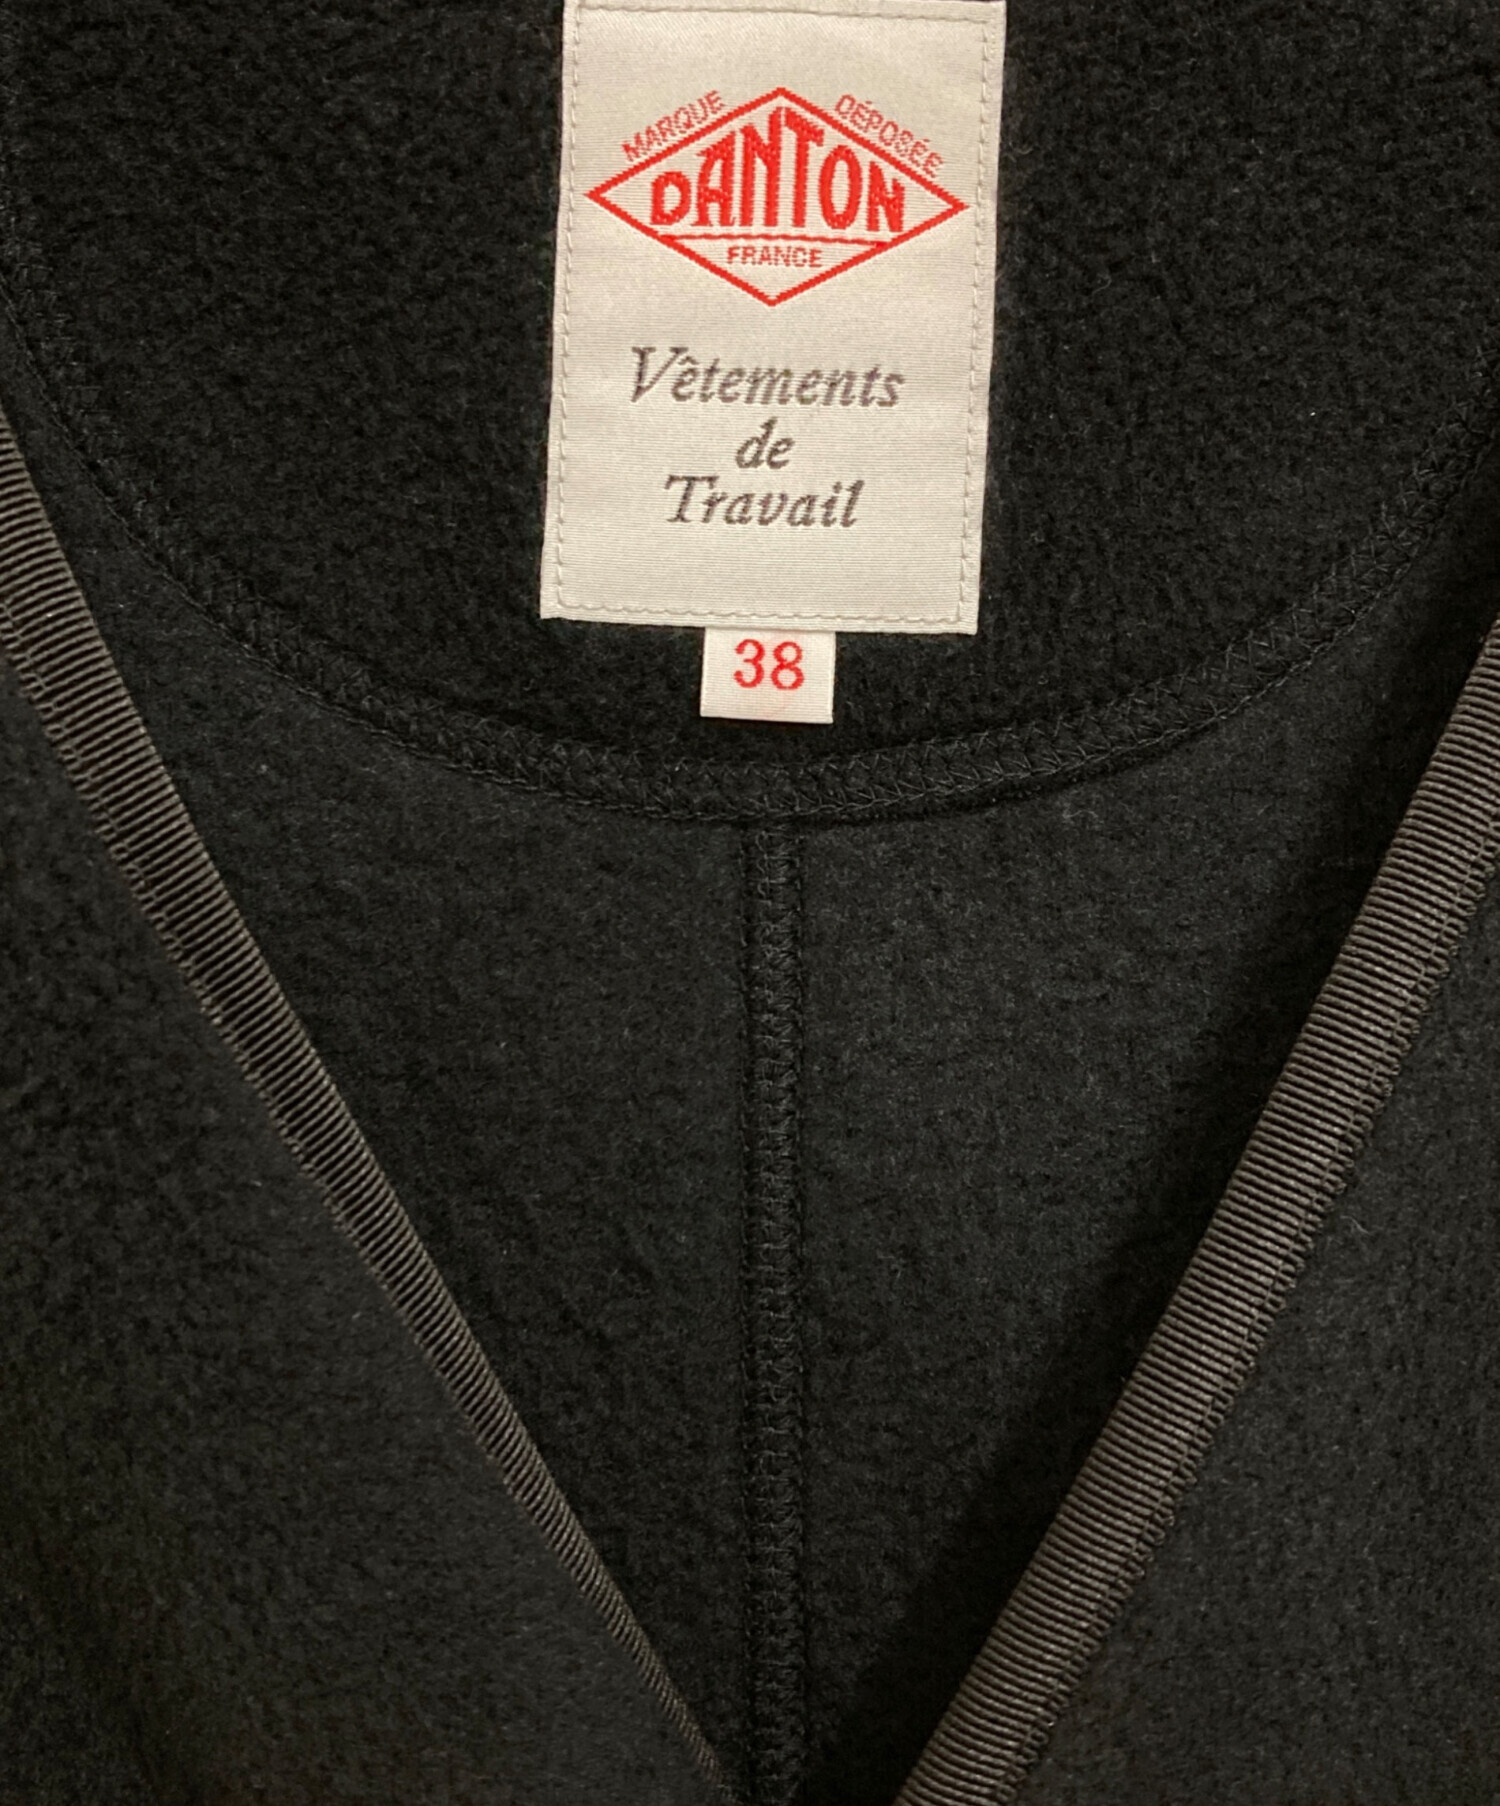 MARQUE DÉPOSÉE
DANTON
FRANCE
Vêtements
de
Travail
38